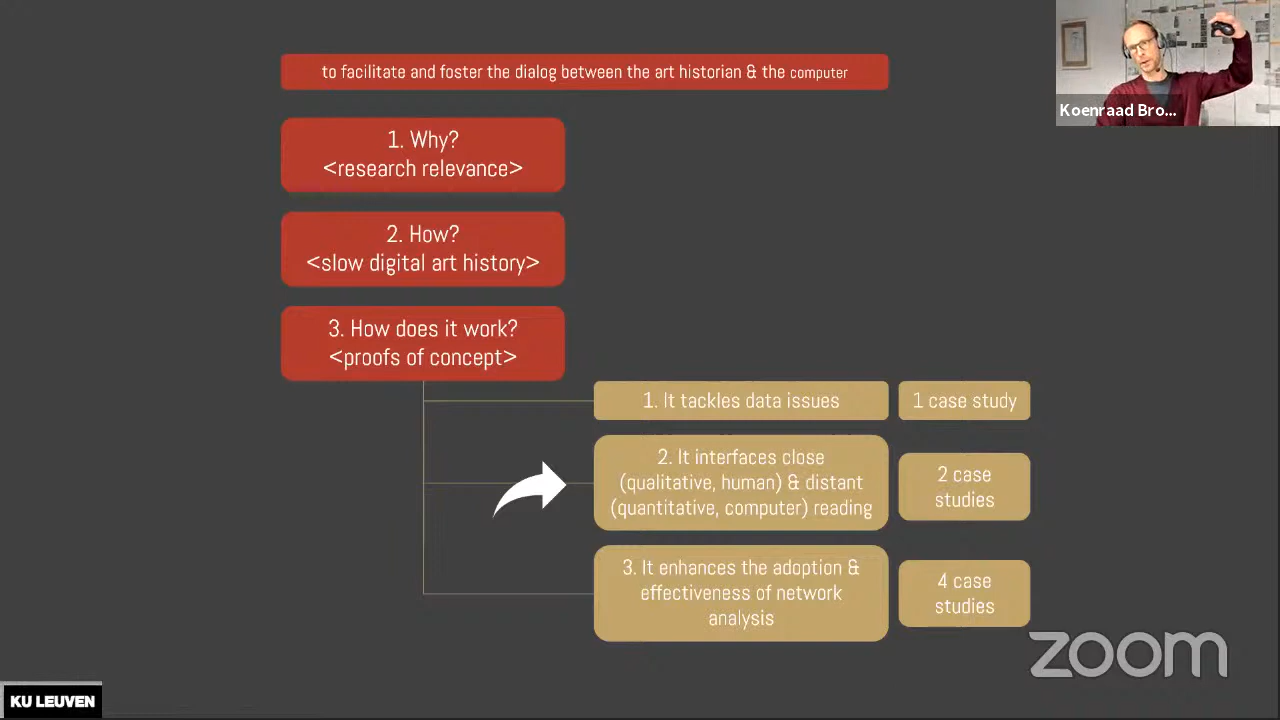 to facilitate and foster the dialog between the art historian & the computer
Koenraad Bro...
1. Why?
<research relevance>
2. How?
<slow digital art history>
3. How does it work?
<proofs of concept>
1. It tackles data issues
1 case study
2. It interfaces close
(qualitative, human) & distant
(quantitative, computer) reading
2 case
studies
3. It enhances the adoption &
effectiveness of network
analysis
4 case
studies
zoom
KU LEUVEN